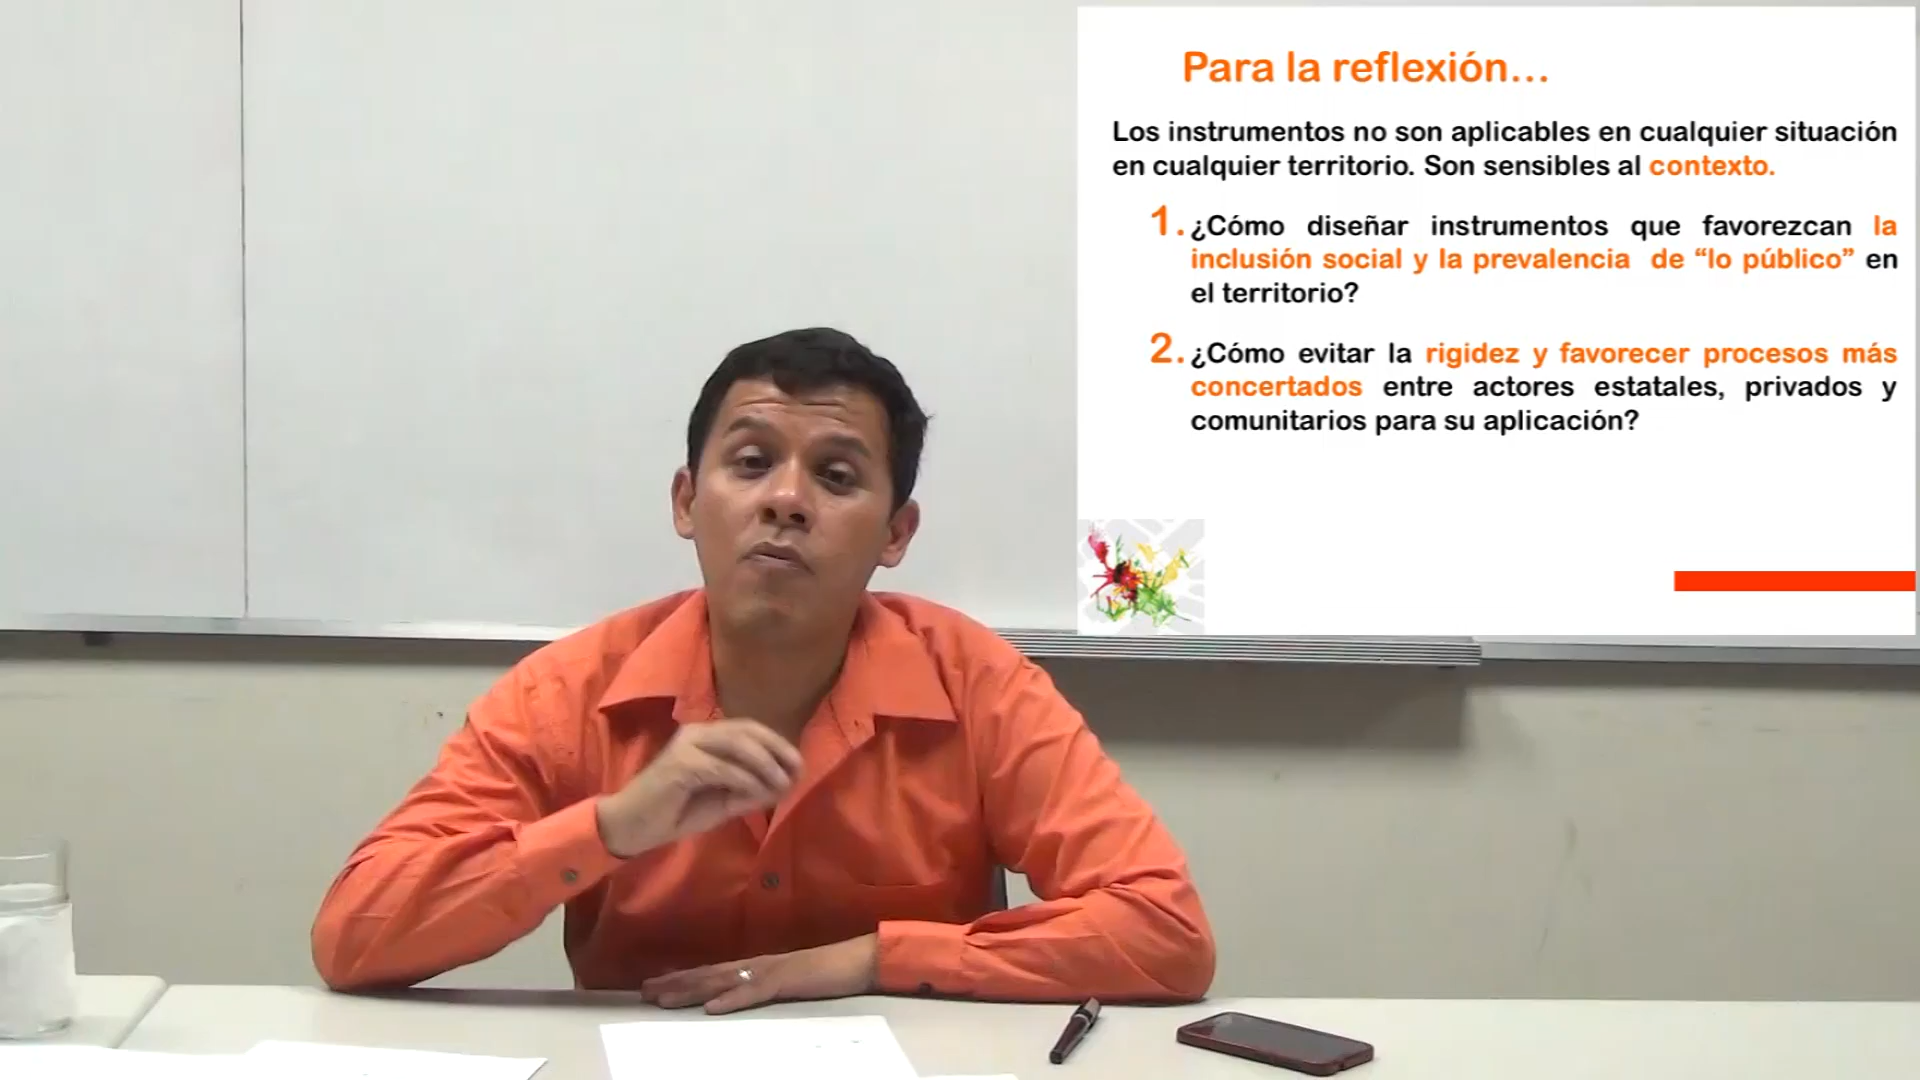 Para la reflexión...
Los instrumentos no son aplicables en cualquier situación
en cualquier territorio. Son sensibles al contexto.
1. ¿Cómo diseñar instrumentos que favorezcan la
inclusión social y la prevalencia de “lo público” en
el territorio?
2. ¿Cómo evitar la rigidez y favorecer procesos más
concertados entre actores estatales, privados y
comunitarios para su aplicación?